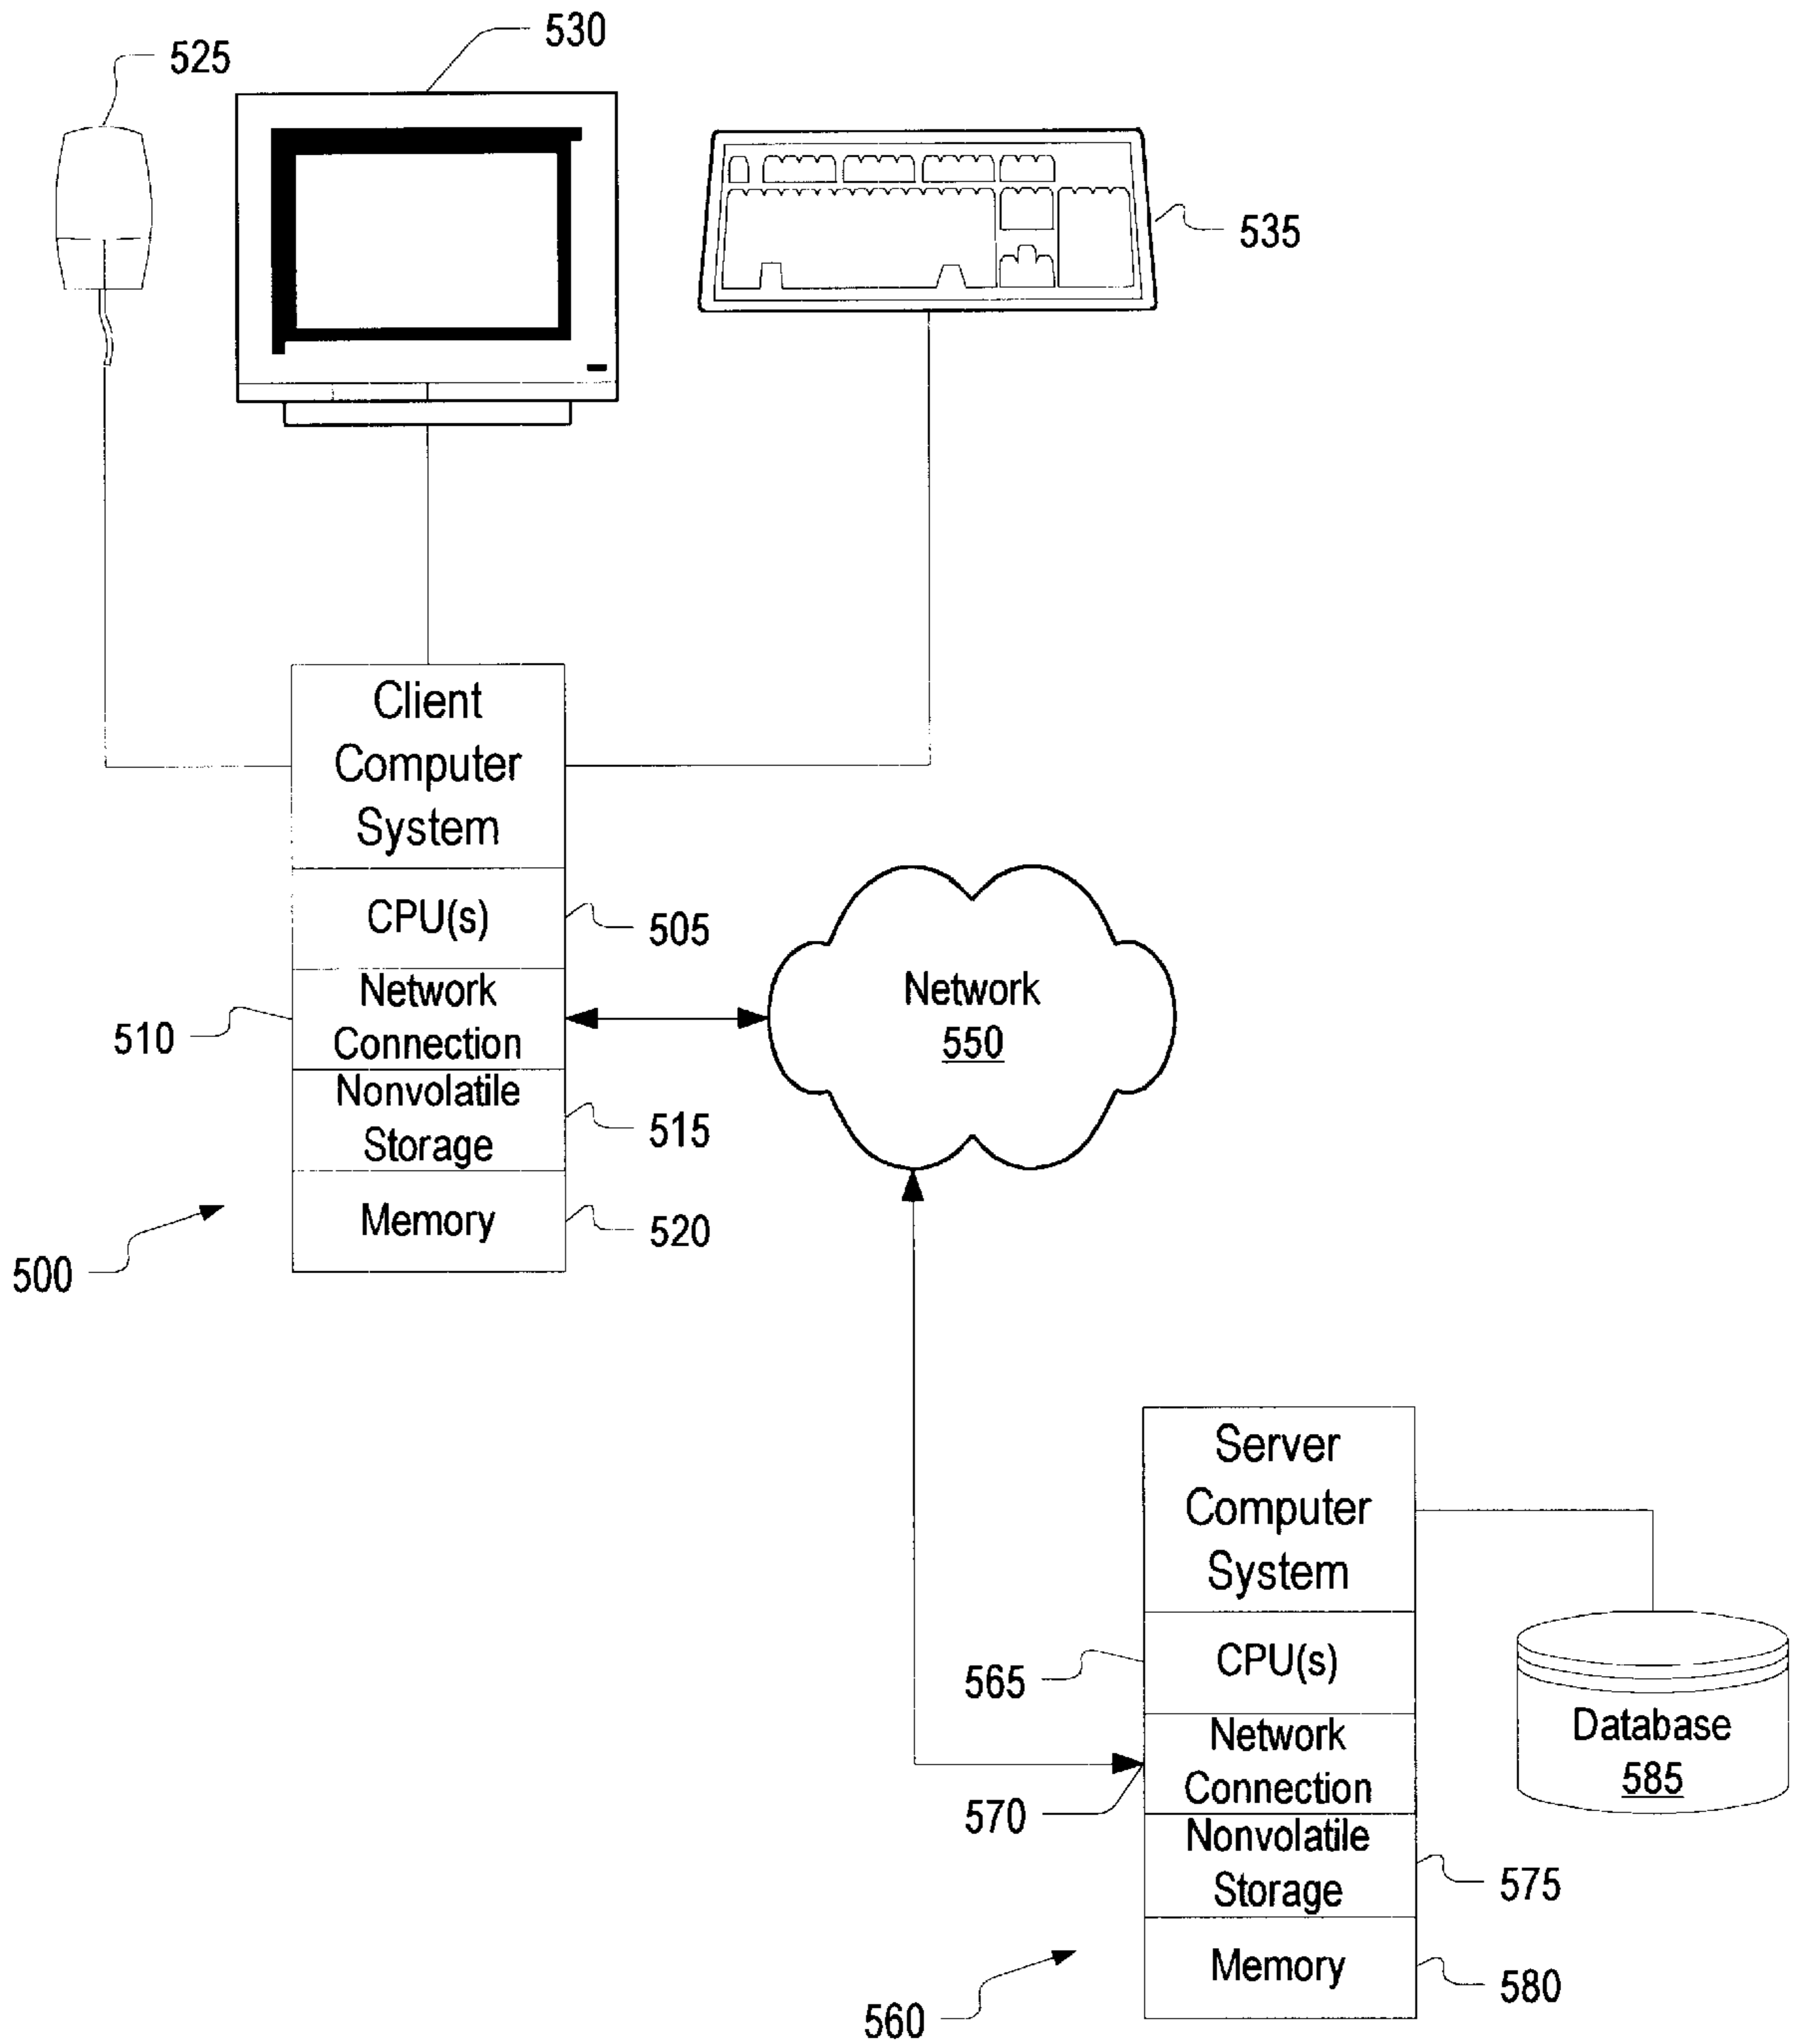 530
525
535
Client
Computer
System
CPU(s)
505
Network
Connection
510
Nonvolatile
Storage
515
Memory
520
500
Network
550
Server
Computer
System
CPU(s)
565
Network
Connection
570
Nonvolatile
Storage
575
Memory
580
560
Database
585